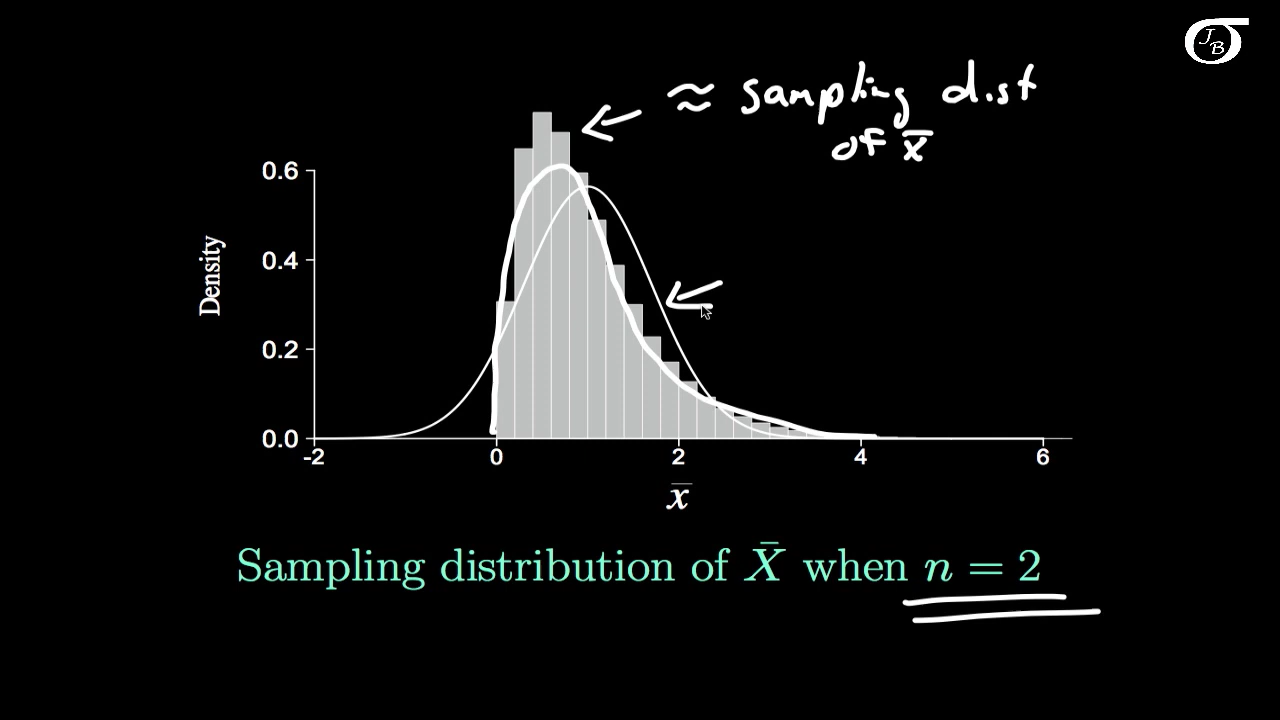 J
B
≈ sampling dist
of x̄
0.6
0.4
0.2
0.0
Density
-2 0 2 4 6
x̄
Sampling distribution of X̄ when n = 2